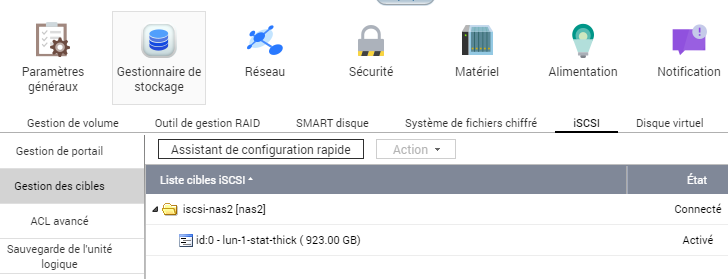 Paramètres généraux
Gestionnaire de stockage
Réseau
Sécurité
Matériel
Alimentation
Notification
Gestion de volume
Outil de gestion RAID
SMART disque
Système de fichiers chiffré
iSCSI
Disque virtuel
Gestion de portail
Gestion des cibles
ACL avancé
Sauvegarde de l'unité
logique
Assistant de configuration rapide
Action
Liste cibles iSCSI
État
iscsi-nas2 [nas2]
Connecté
id:0 - lun-1-stat-thick ( 923.00 GB)
Activé